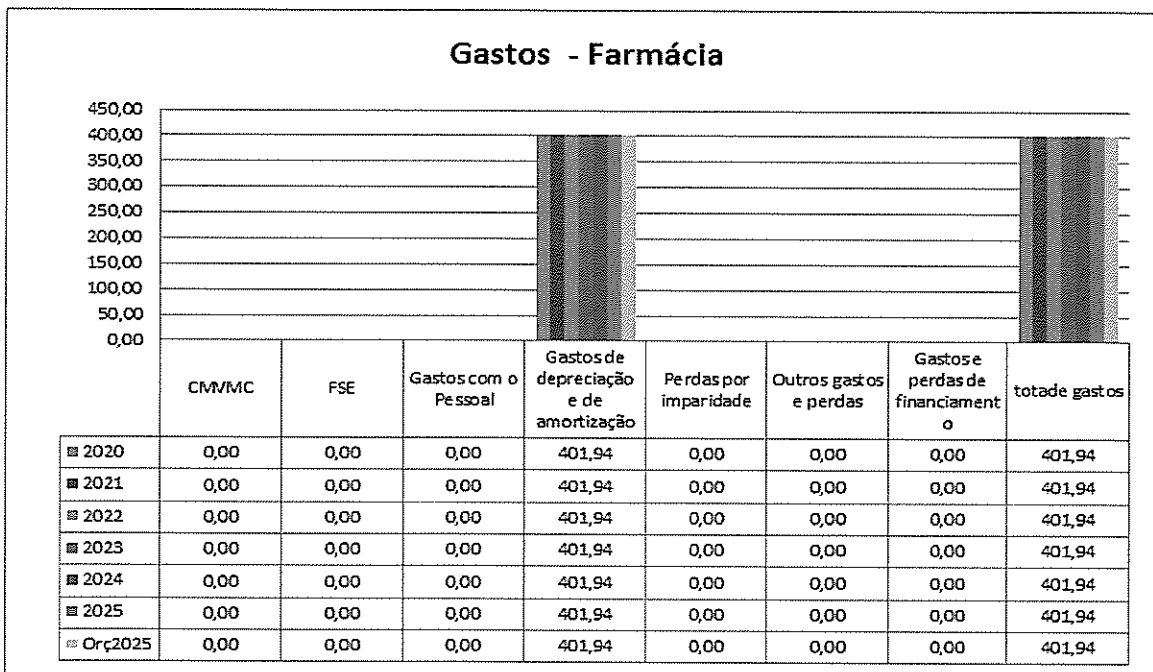 Gastos - Farmácia
450,00
400,00
350,00
300,00
250,00
200,00
150,00
100,00
50,00
0,00
CMVMC FSE Gastos com o Pessoal Gastos de depreciação e de amortização Perdas por imparidade Outros gastos e perdas Gastos e perdas de financiament o totade gastos
2020 0,00 0,00 0,00 401,94 0,00 0,00 0,00 401,94
2021 0,00 0,00 0,00 401,94 0,00 0,00 0,00 401,94
2022 0,00 0,00 0,00 401,94 0,00 0,00 0,00 401,94
2023 0,00 0,00 0,00 401,94 0,00 0,00 0,00 401,94
2024 0,00 0,00 0,00 401,94 0,00 0,00 0,00 401,94
2025 0,00 0,00 0,00 401,94 0,00 0,00 0,00 401,94
Orç2025 0,00 0,00 0,00 401,94 0,00 0,00 0,00 401,94